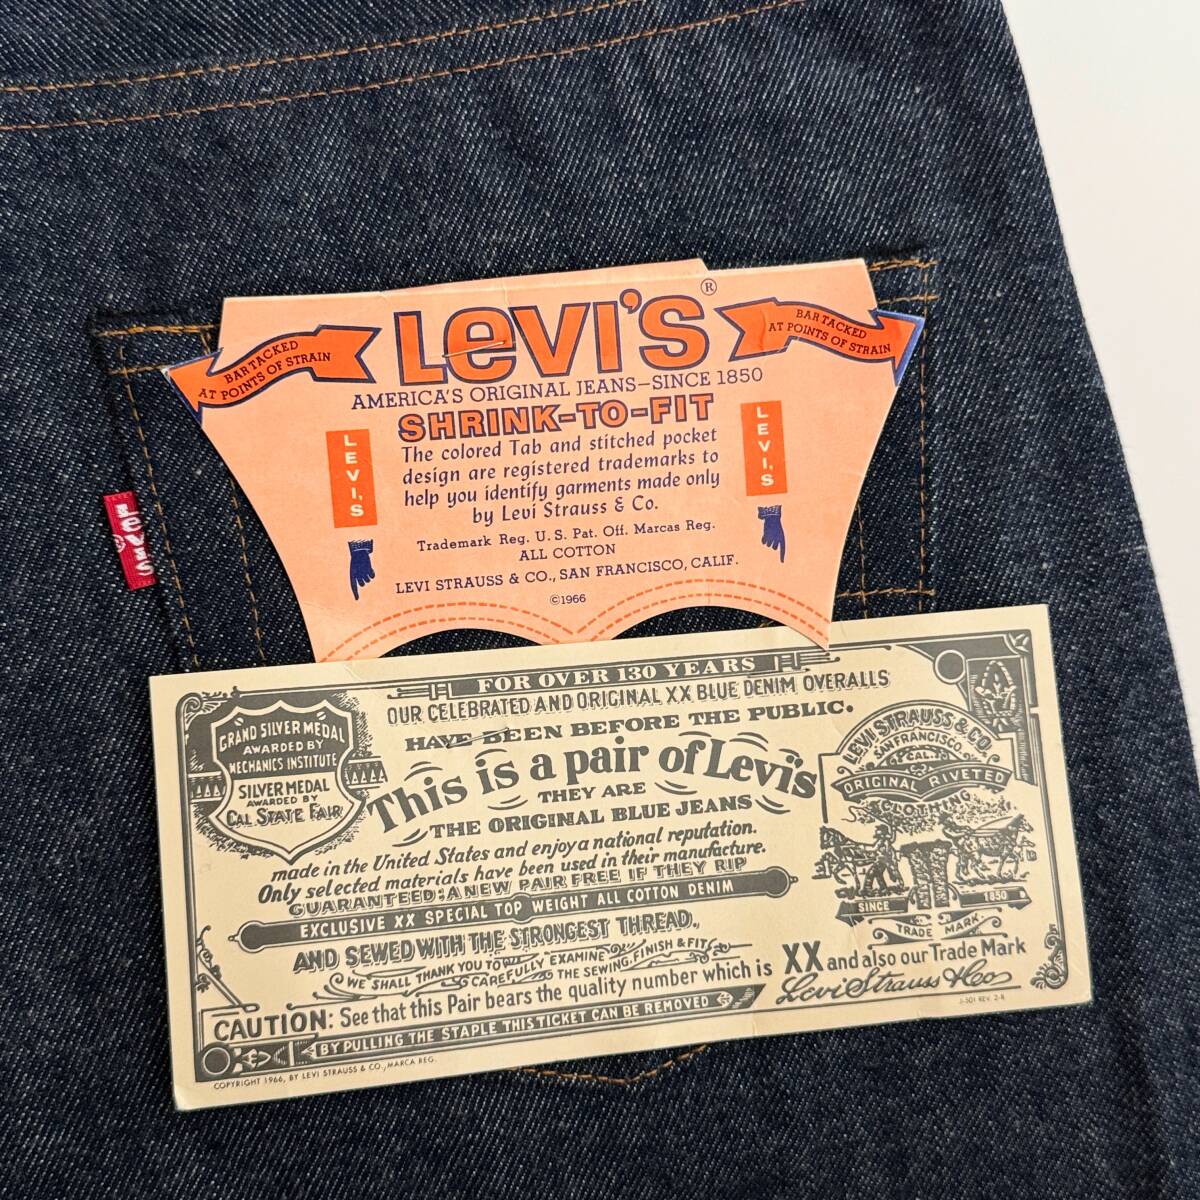 LEVI'S®
BARTACKED
AT POINTS OF STRAIN
BARTACKED
AT POINTS OF STRAIN
AMERICA'S ORIGINAL JEANS-SINCE 1850
SHRINK-TO-FIT
LEVI'S
LEVI'S
The colored Tab and stitched pocket
design are registered trademarks to
help you identify garments made only
by Levi Strauss & Co.
Trademark Reg. U. S. Pat. Off. Marcas Reg.
ALL COTTON
LEVI STRAUSS & CO., SAN FRANCISCO, CALIF.
©1966
LEVI'S
FOR OVER 130 YEARS
OUR CELEBRATED AND ORIGINAL XX BLUE DENIM OVERALLS
HAVE BEEN BEFORE THE PUBLIC.
This is a pair of Levi's
THEY ARE
THE ORIGINAL BLUE JEANS
made in the United States and enjoy a national reputation.
Only selected materials have been used in their manufacture.
GUARANTEED: A NEW PAIR FREE IF THEY RIP
EXCLUSIVE XX SPECIAL TOP WEIGHT ALL COTTON DENIM
AND SEWED WITH THE STRONGEST THREAD.
WE SHALL THANK YOU TO CAREFULLY EXAMINE THE SEWING, FINISH & FIT
CAUTION: See that this Pair bears the quality number which is XX and also our Trade Mark
BY PULLING THE STAPLE THIS TICKET CAN BE REMOVED
Levi Strauss & Co
J-501 REV. 2-R
COPYRIGHT 1966, BY LEVI STRAUSS & CO., MARCA REG.
GRAND SILVER MEDAL
AWARDED BY
MECHANICS INSTITUTE
SILVER MEDAL
AWARDED BY
CAL. STATE FAIR
LEVI STRAUSS & CO.
SAN FRANCISCO.
CAL.
ORIGINAL RIVETED
CLOTHING
SINCE 1850
TRADE MARK